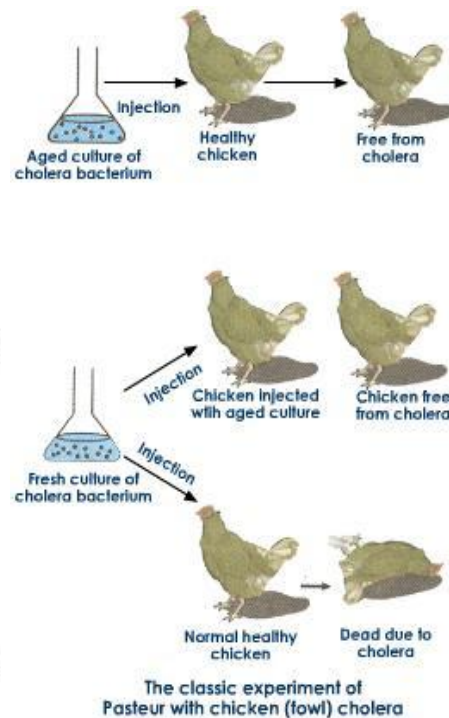 Injection
Aged culture of
cholera bacterium
Healthy
chicken
Free from
cholera
Injection
Chicken injected
wtih aged culture
Chicken free
from cholera
Fresh culture of
cholera bacterium
Injection
Normal healthy
chicken
Dead due to
cholera
The classic experiment of
Pasteur with chicken (fowl) cholera